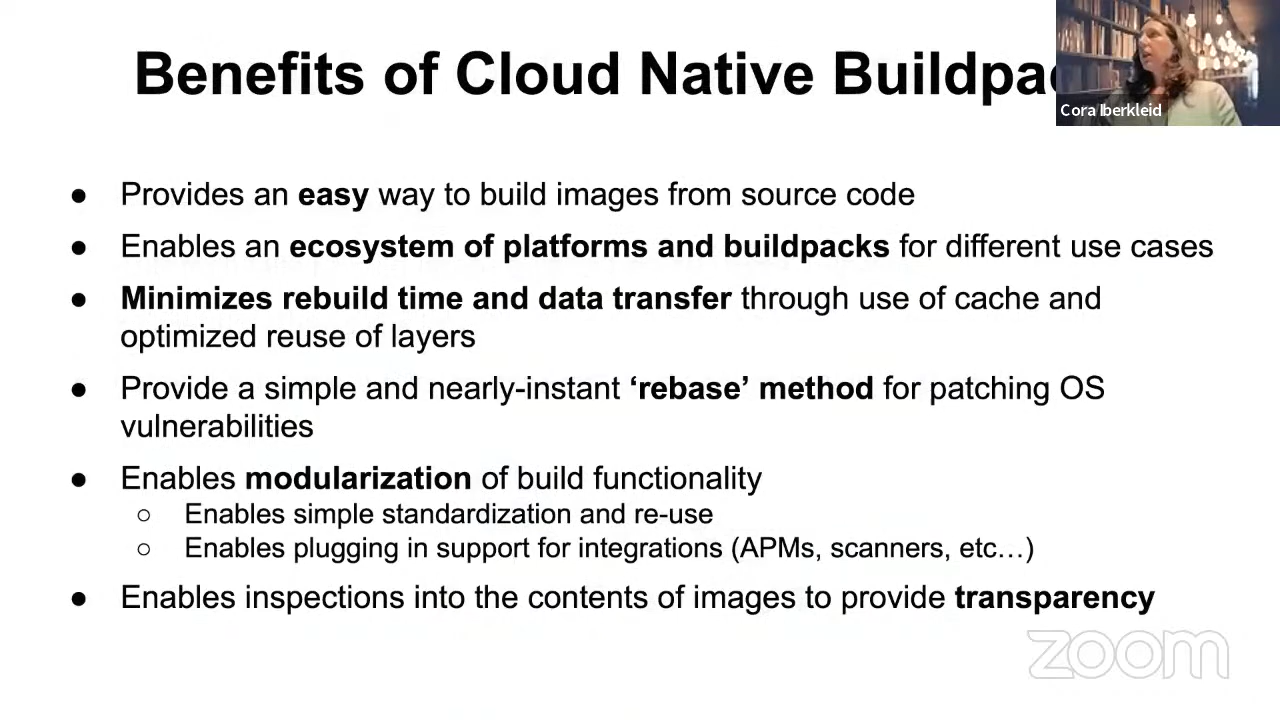 Benefits of Cloud Native Buildpa
Cora Iberkleid
● Provides an easy way to build images from source code
● Enables an ecosystem of platforms and buildpacks for different use cases
● Minimizes rebuild time and data transfer through use of cache and
optimized reuse of layers
● Provide a simple and nearly-instant ‘rebase’ method for patching OS
vulnerabilities
● Enables modularization of build functionality
○ Enables simple standardization and re-use
○ Enables plugging in support for integrations (APMs, scanners, etc…)
● Enables inspections into the contents of images to provide transparency
zoom